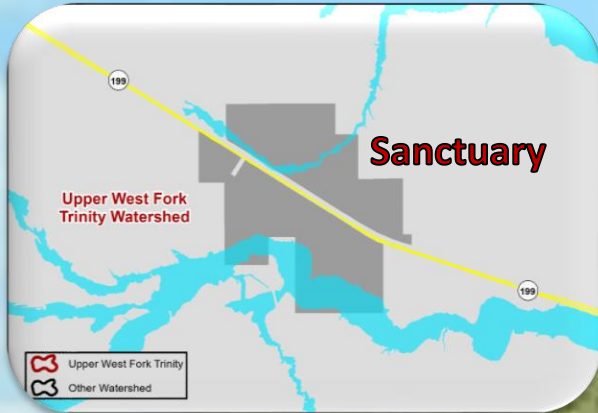 199
Sanctuary
Upper West Fork
Trinity Watershed
199
Upper West Fork Trinity
Other Watershed